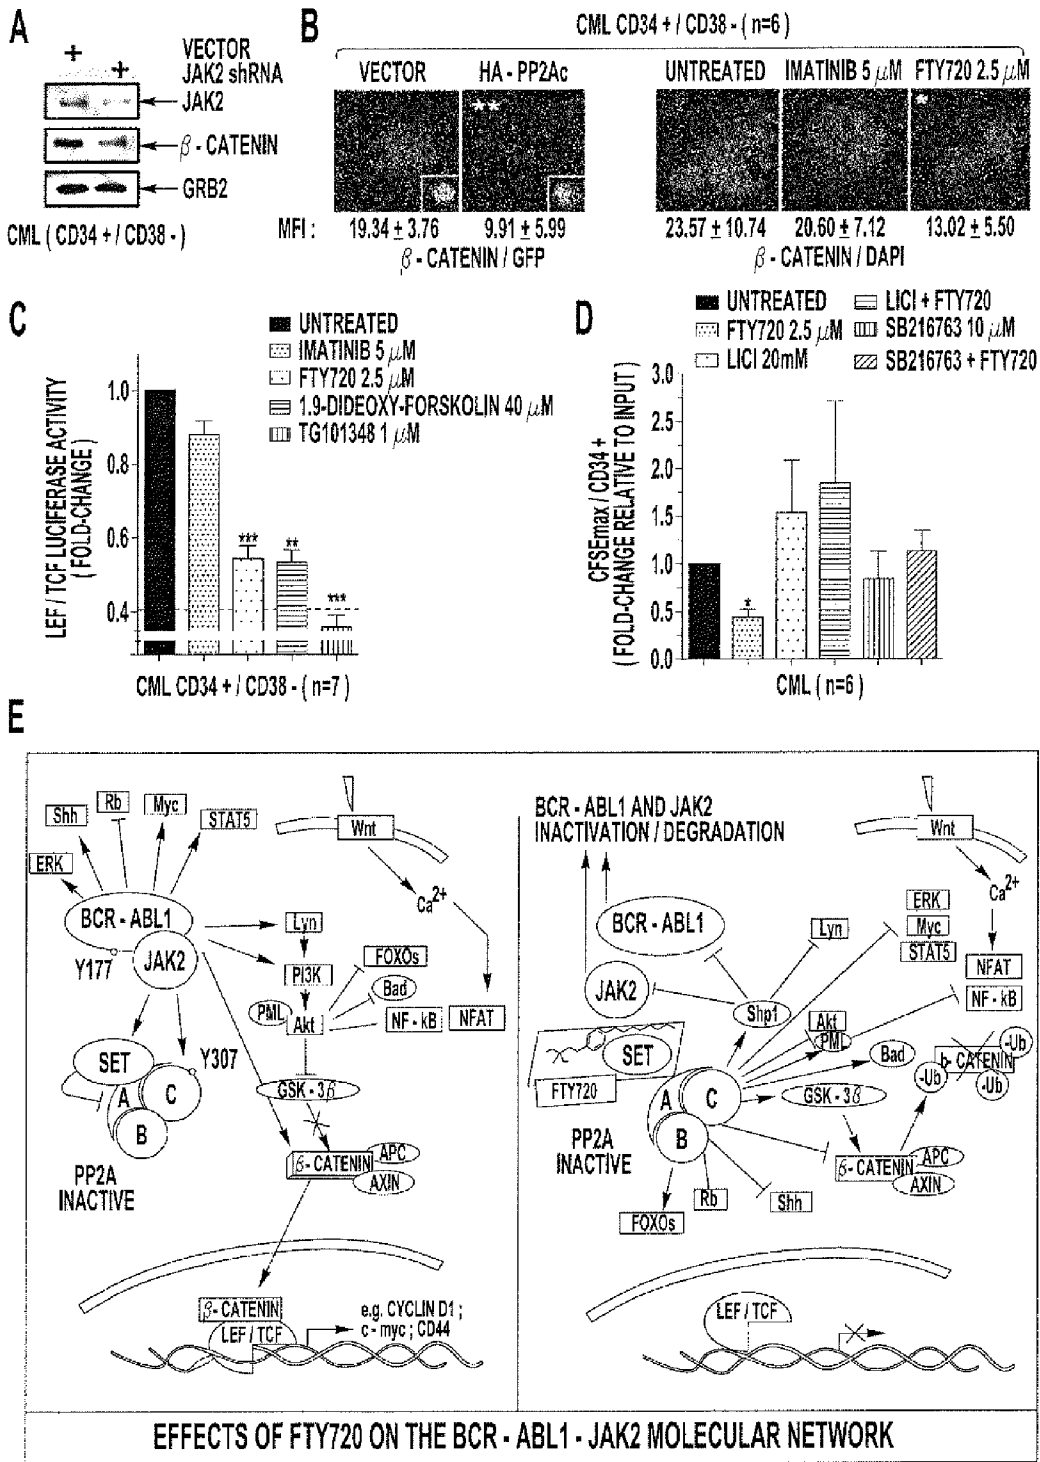 A
+
+
VECTOR
JAK2 shRNA
JAK2
β - CATENIN
GRB2
CML ( CD34 + / CD38 - )
B
CML CD34 + / CD38 - ( n=6 )
VECTOR
HA - PP2Ac
UNTREATED
IMATINIB 5 μM
FTY720 2.5 μM
**
*
MFI :
19.34 ± 3.76
9.91 ± 5.99
23.57 ± 10.74
20.60 ± 7.12
13.02 ± 5.50
β - CATENIN / GFP
β - CATENIN / DAPI
C
UNTREATED
IMATINIB 5 μM
FTY720 2.5 μM
1.9-DIDEOXY-FORSKOLIN 40 μM
TG101348 1 μM
LEF / TCF LUCIFERASE ACTIVITY
( FOLD-CHANGE )
1.0
0.8
0.6
0.4
***
**
***
CML CD34 + / CD38 - ( n=7 )
D
UNTREATED
FTY720 2.5 μM
LICI 20mM
LICI + FTY720
SB216763 10 μM
SB216763 + FTY720
CFSEmax / CD34 +
( FOLD-CHANGE RELATIVE TO INPUT )
3.0
2.5
2.0
1.5
1.0
0.5
0.0
*
CML ( n=6 )
E
Shh
Rb
Myc
STAT5
ERK
BCR - ABL1
JAK2
Y177
Lyn
PI3K
PML
Akt
FOXOs
Bad
NF - kB
NFAT
Wnt
Ca2+
SET
Y307
A
C
B
PP2A
INACTIVE
GSK - 3β
β - CATENIN
APC
AXIN
β - CATENIN
LEF / TCF
e.g. CYCLIN D1 ;
c - myc ; CD44
BCR - ABL1 AND JAK2
INACTIVATION / DEGRADATION
BCR - ABL1
JAK2
Lyn
Shp1
Wnt
Ca2+
ERK
Myc
STAT5
NFAT
NF - kB
Akt
PML
Bad
SET
FTY720
A
C
B
PP2A
INACTIVE
GSK - 3β
b - CATENIN
-Ub
-Ub
-Ub
β - CATENIN
APC
AXIN
Rb
Shh
FOXOs
LEF / TCF
EFFECTS OF FTY720 ON THE BCR - ABL1 - JAK2 MOLECULAR NETWORK